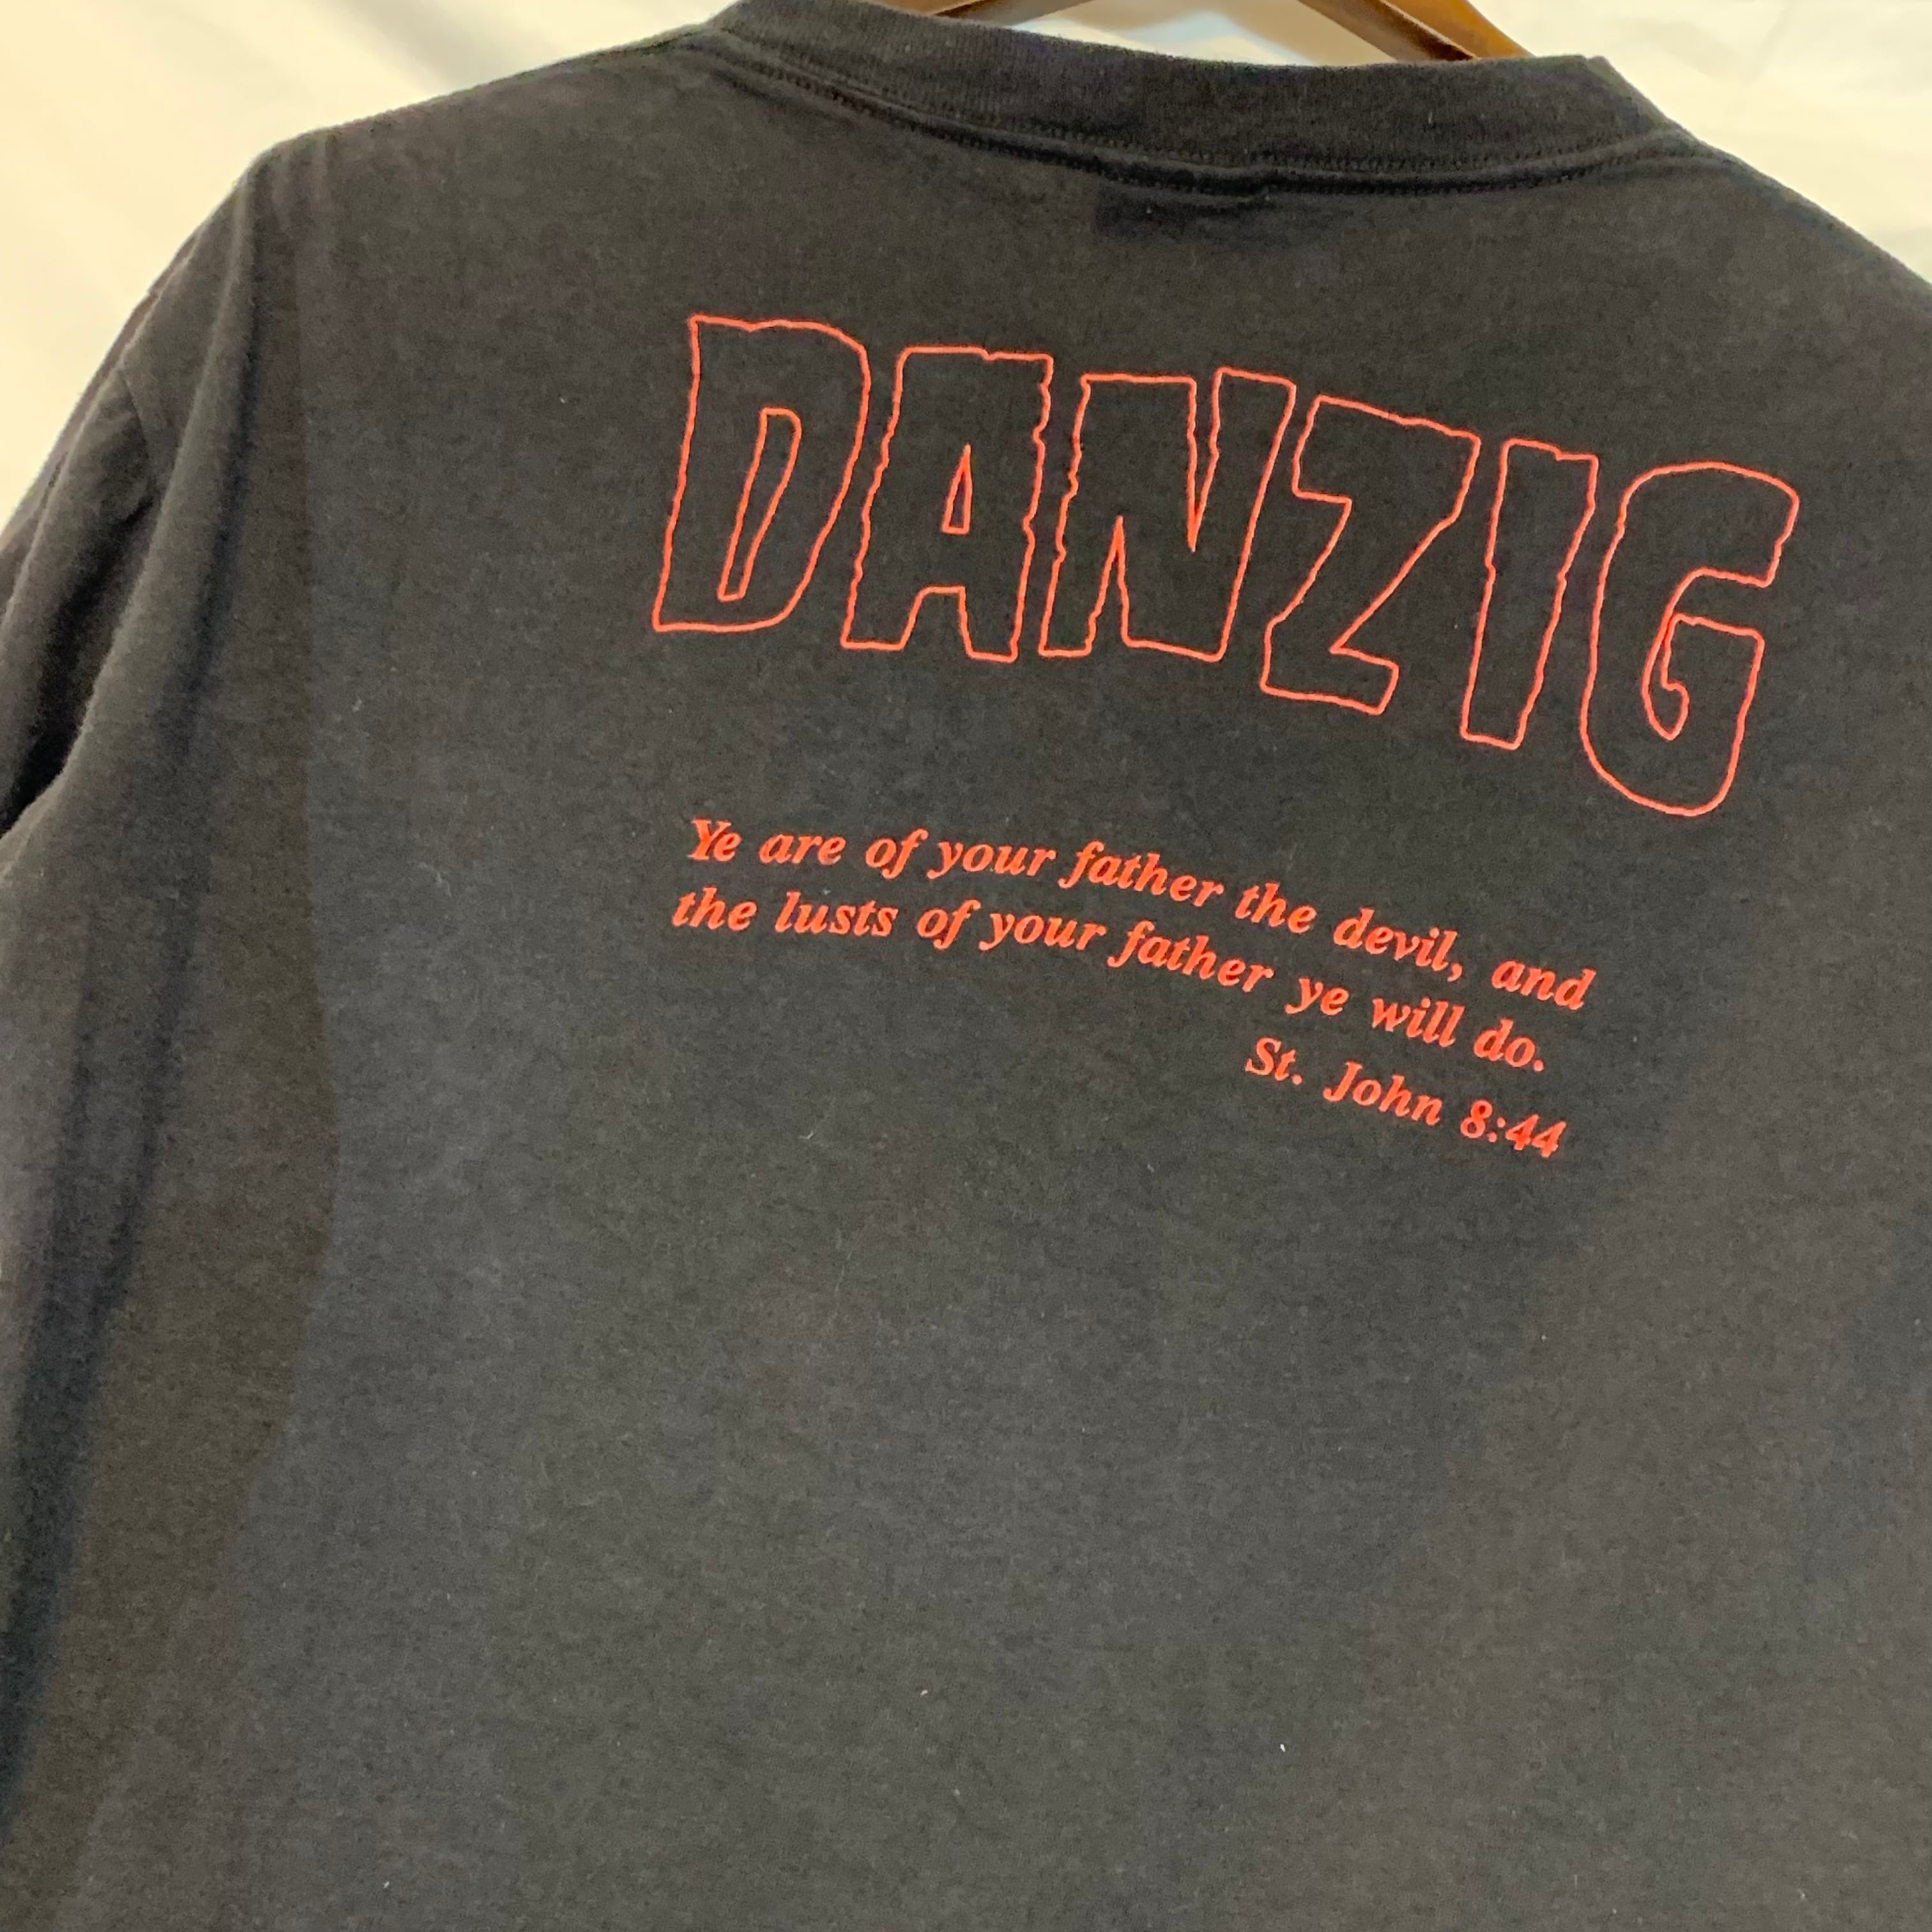 DANZIG
Ye are of your father the devil, and
the lusts of your father ye will do.
St. John 8:44